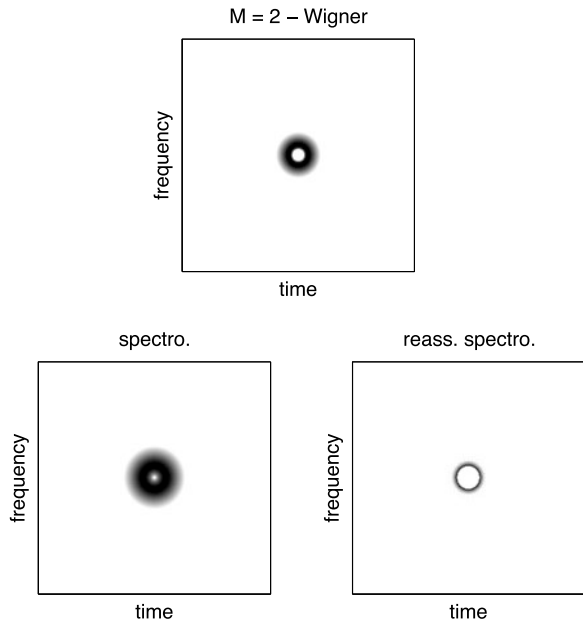 M = 2 – Wigner
frequency
time
spectro.
frequency
time
reass. spectro.
frequency
time